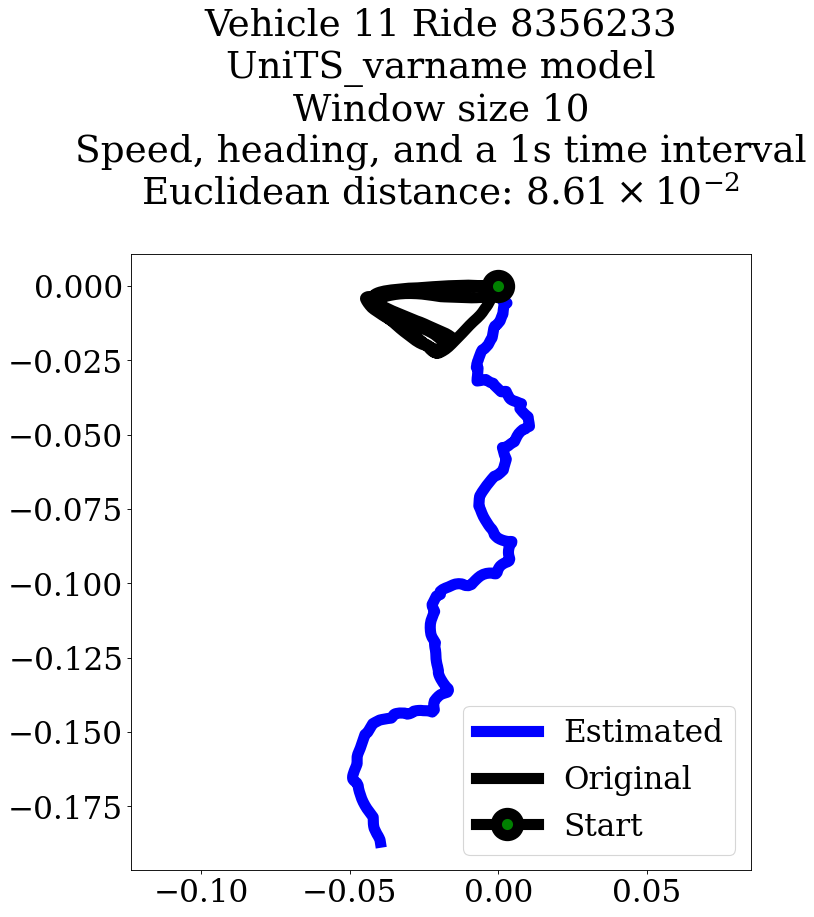 Vehicle 11 Ride 8356233
UniTS_varname model
Window size 10
Speed, heading, and a 1s time interval
Euclidean distance: 8.61 × 10⁻²
0.000
−0.025
−0.050
−0.075
−0.100
−0.125
−0.150
−0.175
Estimated
Original
Start
−0.10 −0.05 0.00 0.05